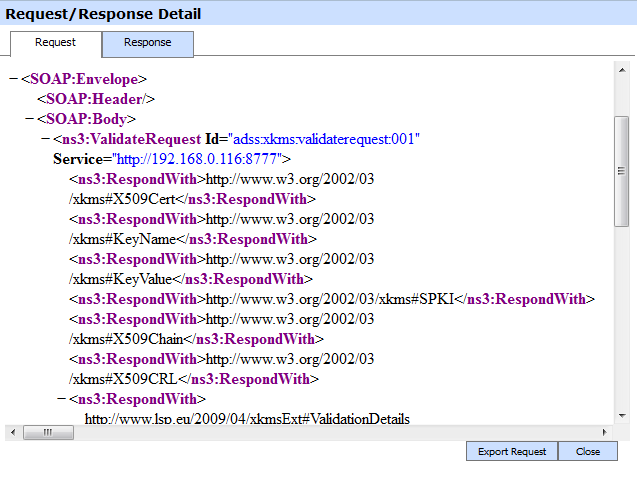 Request/Response Detail
Request
Response
−<SOAP:Envelope>
<SOAP:Header/>
−<SOAP:Body>
−<ns3:ValidateRequest Id="adss:xkms:validaterequest:001"
Service="http://192.168.0.116:8777">
<ns3:RespondWith>http://www.w3.org/2002/03
/xkms#X509Cert</ns3:RespondWith>
<ns3:RespondWith>http://www.w3.org/2002/03
/xkms#KeyName</ns3:RespondWith>
<ns3:RespondWith>http://www.w3.org/2002/03
/xkms#KeyValue</ns3:RespondWith>
<ns3:RespondWith>http://www.w3.org/2002/03/xkms#SPKI</ns3:RespondWith>
<ns3:RespondWith>http://www.w3.org/2002/03
/xkms#X509Chain</ns3:RespondWith>
<ns3:RespondWith>http://www.w3.org/2002/03
/xkms#X509CRL</ns3:RespondWith>
−<ns3:RespondWith>
http://www.lsp.eu/2009/04/xkmsExt#ValidationDetails
Export Request
Close